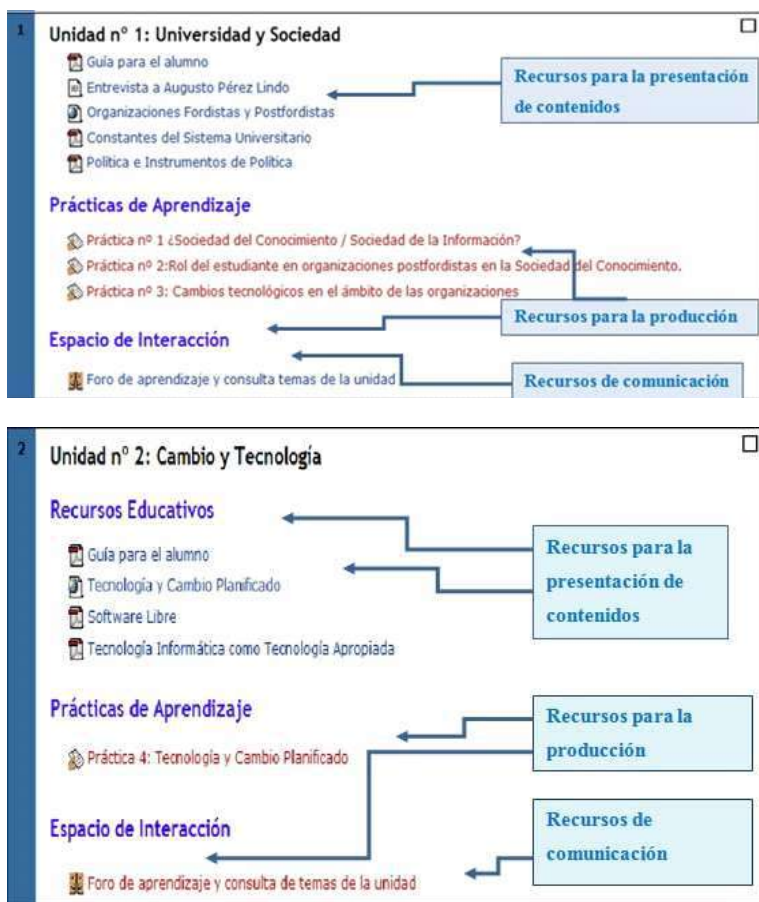 1
Unidad nº 1: Universidad y Sociedad
Guía para el alumno
Entrevista a Augusto Pérez Lindo
Organizaciones Fordistas y Postfordistas
Constantes del Sistema Universitario
Política e Instrumentos de Política
Recursos para la presentación
de contenidos
Prácticas de Aprendizaje
Práctica nº 1 ¿Sociedad del Conocimiento / Sociedad de la Información?
Práctica nº 2:Rol del estudiante en organizaciones postfordistas en la Sociedad del Conocimiento.
Práctica nº 3: Cambios tecnológicos en el ámbito de las organizaciones
Recursos para la producción
Espacio de Interacción
Foro de aprendizaje y consulta temas de la unidad
Recursos de comunicación
2
Unidad nº 2: Cambio y Tecnología
Recursos Educativos
Guía para el alumno
Tecnología y Cambio Planificado
Software Libre
Tecnología Informática como Tecnología Apropiada
Recursos para la
presentación de
contenidos
Prácticas de Aprendizaje
Práctica 4: Tecnología y Cambio Planificado
Recursos para la
producción
Espacio de Interacción
Foro de aprendizaje y consulta de temas de la unidad
Recursos de
comunicación